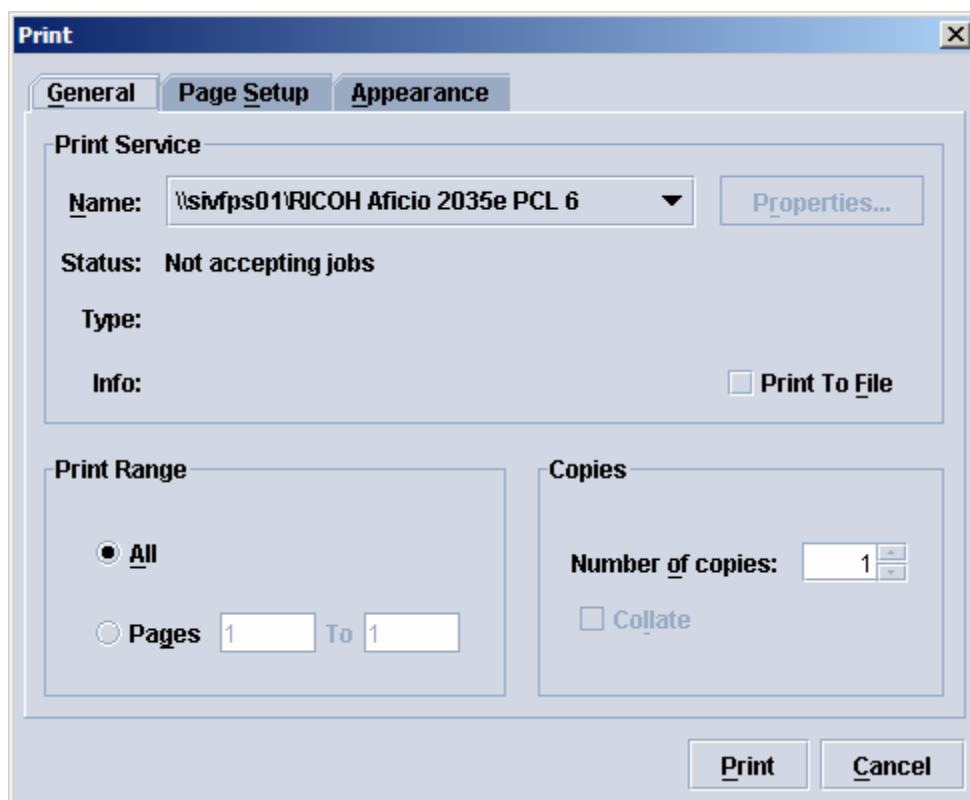 Print
General Page Setup Appearance
Print Service
Name: \\sivfps01\RICOH Aficio 2035e PCL 6 Properties...
Status: Not accepting jobs
Type:
Info: Print To File
Print Range Copies
All
Number of copies: 1
Pages 1 To 1 Collate
Print Cancel